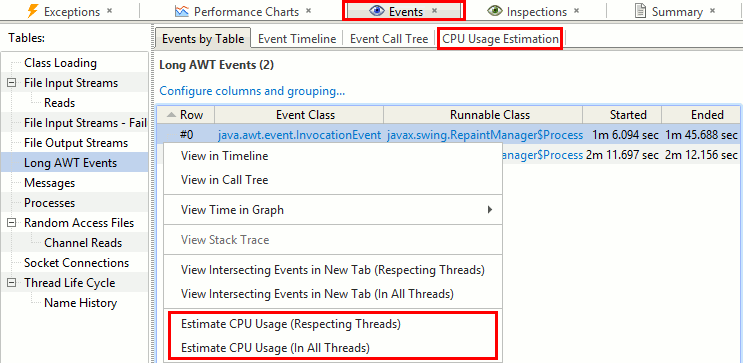 Exceptions × Performance Charts × Events × Inspections × Summary ×
Tables: Events by Table Event Timeline Event Call Tree CPU Usage Estimation
Class Loading
File Input Streams
Reads
File Input Streams - Fail
File Output Streams
Long AWT Events
Messages
Processes
Random Access Files
Channel Reads
Socket Connections
Thread Life Cycle
Name History
Long AWT Events (2)
Configure columns and grouping...
Row Event Class Runnable Class Started Ended
#0 java.awt.event.InvocationEvent javax.swing.RepaintManager$Process 1m 6.094 sec 1m 45.688 sec
anager$Process 2m 11.697 sec 2m 12.156 sec
View in Timeline
View in Call Tree
View Time in Graph
View Stack Trace
View Intersecting Events in New Tab (Respecting Threads)
View Intersecting Events in New Tab (In All Threads)
Estimate CPU Usage (Respecting Threads)
Estimate CPU Usage (In All Threads)